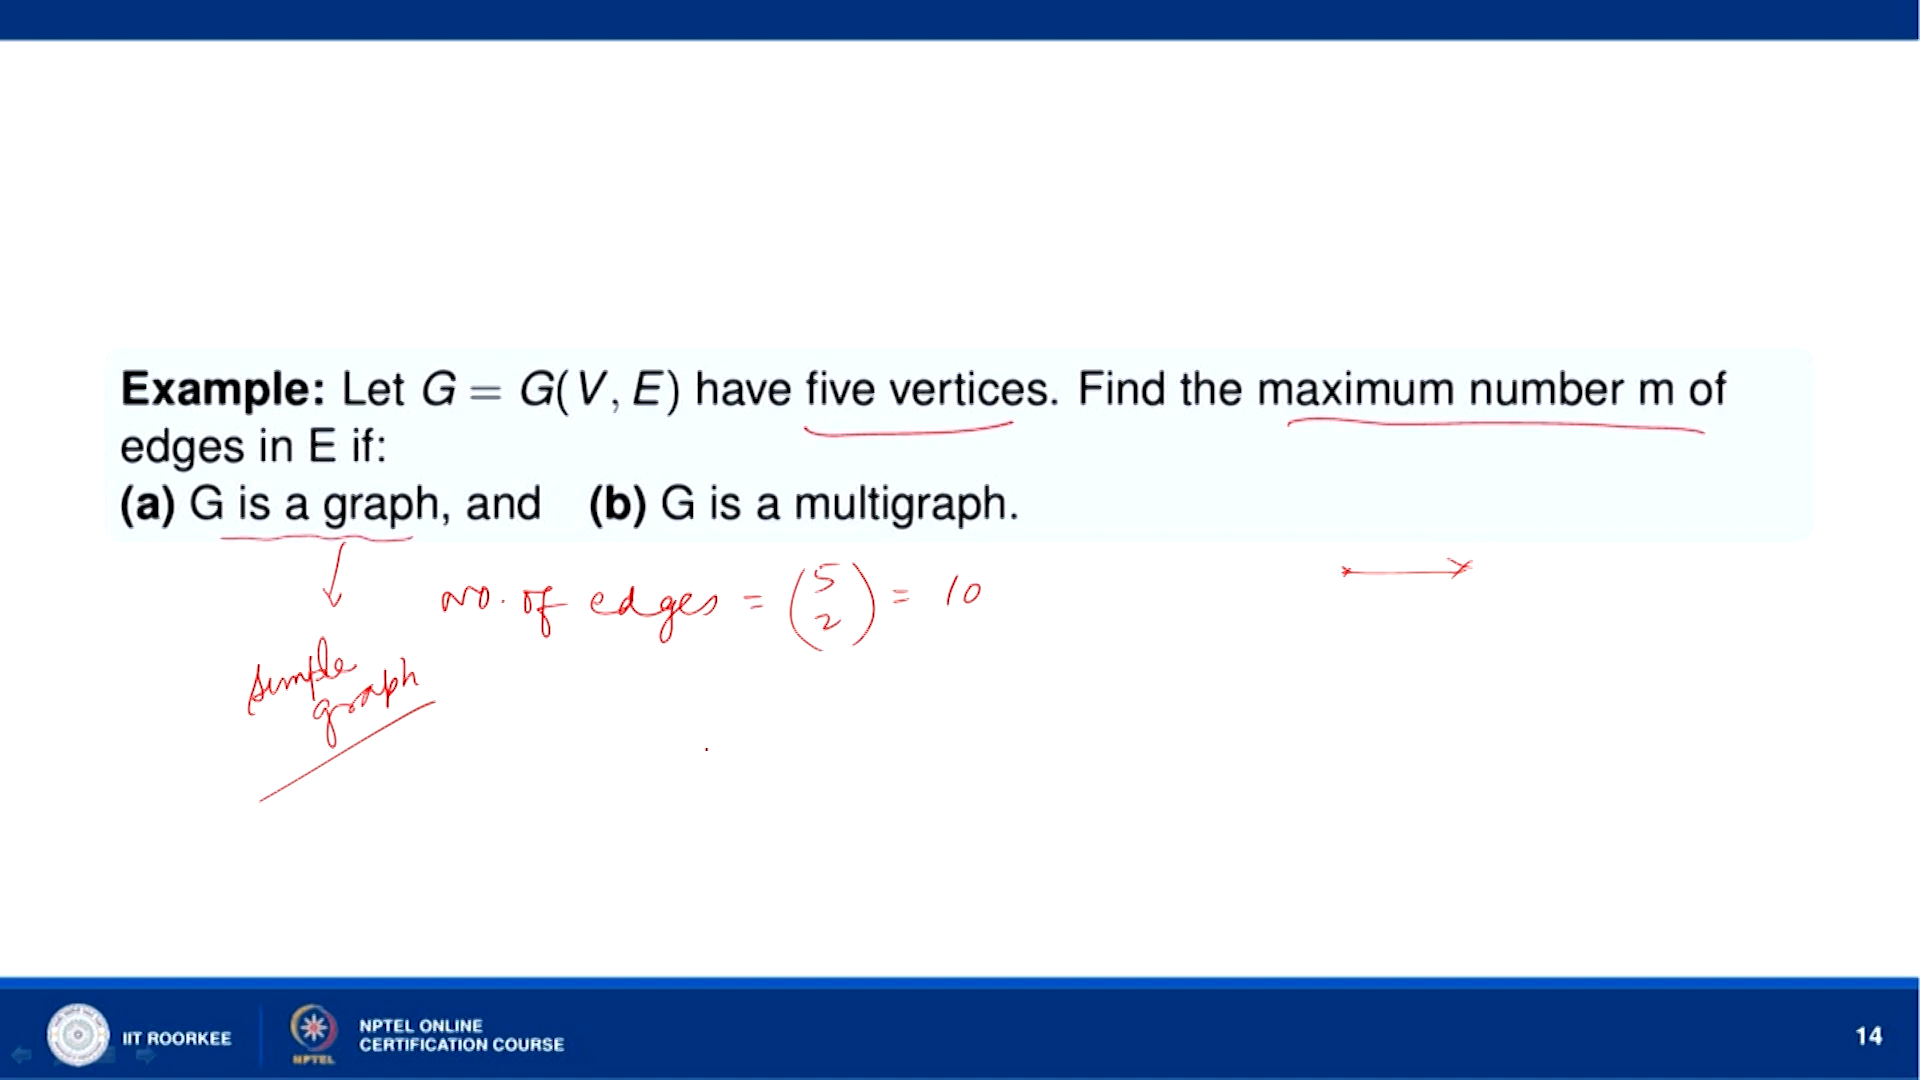 Example: Let G = G(V, E) have five vertices. Find the maximum number m of
edges in E if:
(a) G is a graph, and (b) G is a multigraph.
no. of edges = (5 2) = 10
simple
graph
IIT ROORKEE
NPTEL
NPTEL ONLINE
CERTIFICATION COURSE
14